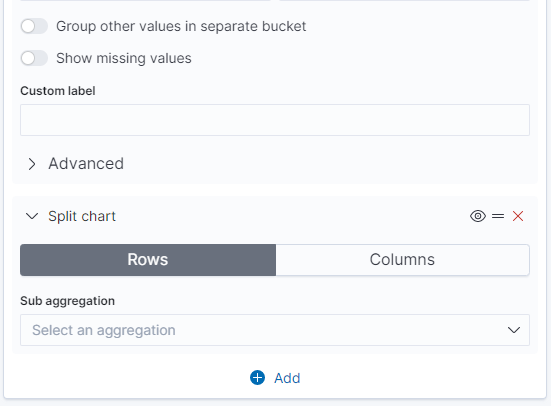 Group other values in separate bucket
Show missing values
Custom label
Advanced
Split chart
Rows
Columns
Sub aggregation
Select an aggregation
Add